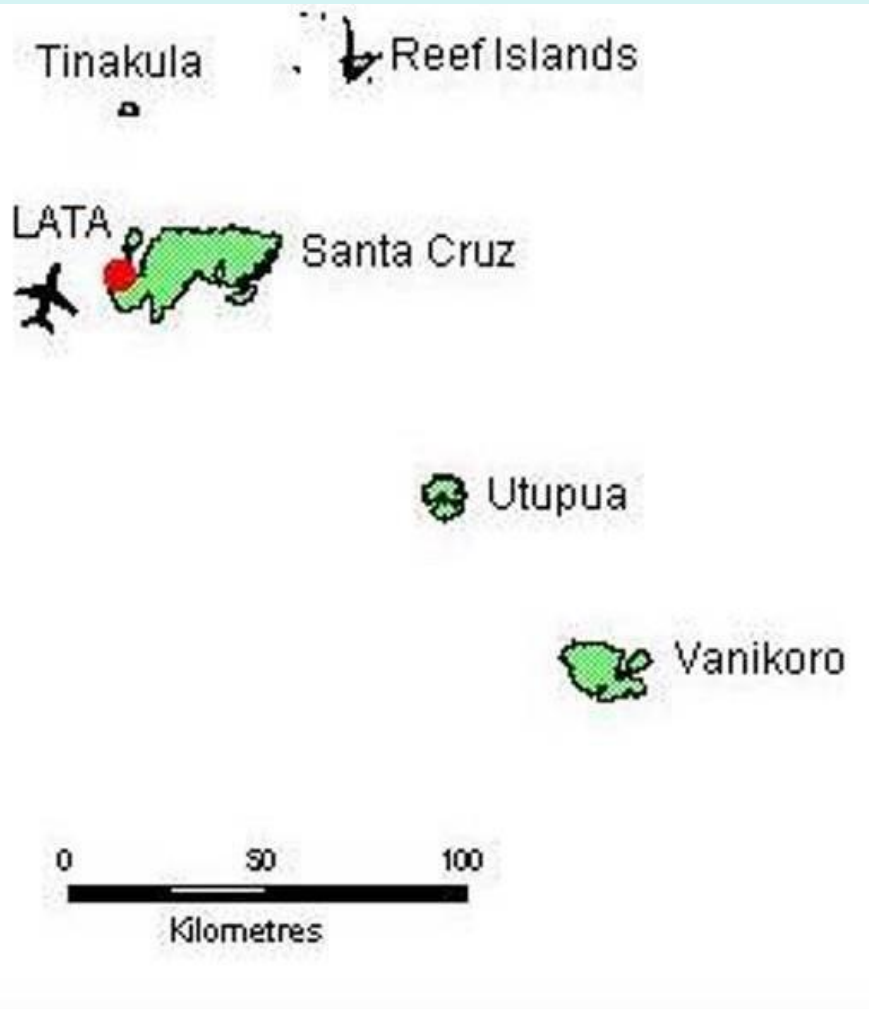 Tinakula
Reef Islands
LATA
Santa Cruz
Utupua
Vanikoro
0 50 100
Kilometres